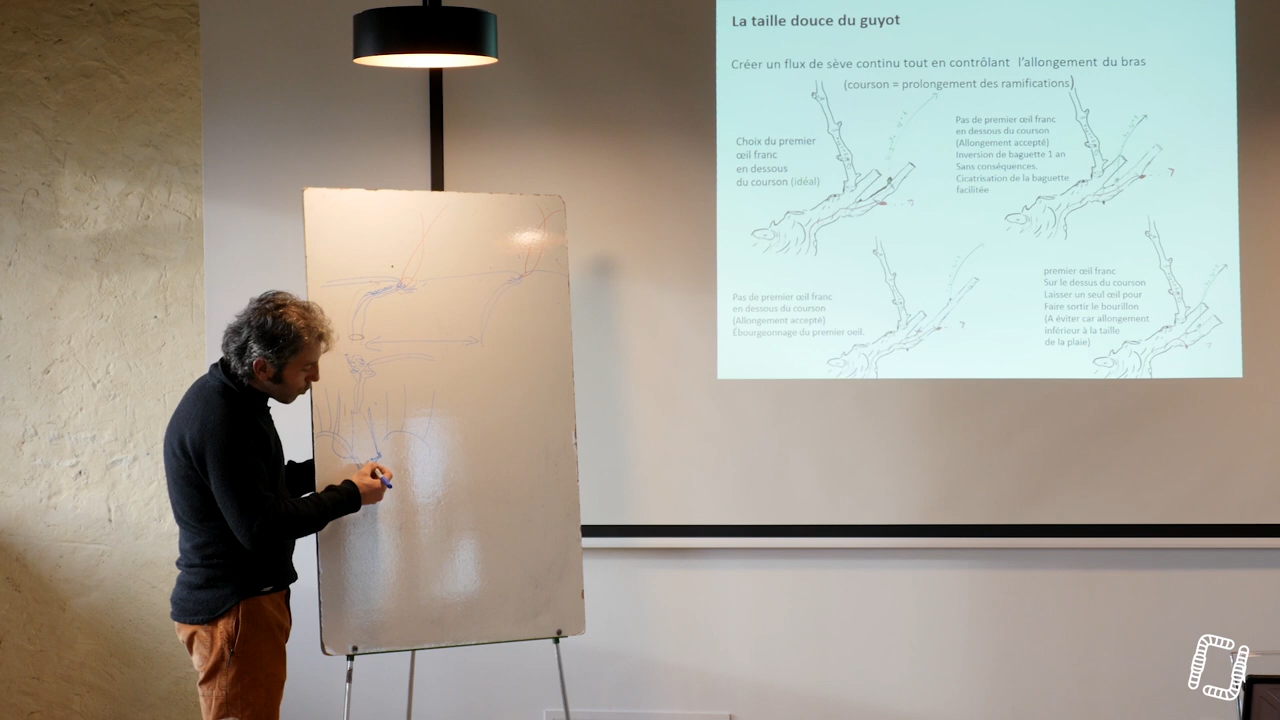 La taille douce du guyot
Créer un flux de sève continu tout en contrôlant l'allongement du bras
(courson = prolongement des ramifications)
Choix du premier
œil franc
en dessous
du courson (idéal)
Pas de premier œil franc
en dessous du courson
(Allongement accepté)
Inversion de baguette 1 an
Sans conséquences.
Cicatrisation de la baguette
facilitée
Pas de premier œil franc
en dessous du courson
(Allongement accepté)
Ébourgeonnage du premier oeil.
premier œil franc
Sur le dessus du courson
Laisser un seul œil pour
Faire sortir le bourillon
(A éviter car allongement
inférieur à la taille
de la plaie)